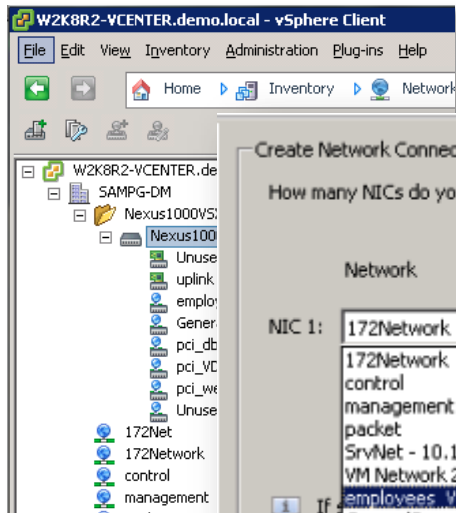 W2K8R2-VCENTER.demo.local - vSphere Client
File Edit View Inventory Administration Plug-ins Help
Home Inventory Network
W2K8R2-VCENTER.de
SAMPG-DM
Nexus1000VS
Nexus100
Unuse
uplink
employ
Gener
pci_db
pci_VD
pci_we
Unuse
172Net
172Network
control
management
Create Network Connec
How many NICs do yo
Network
NIC 1: 172Network
172Network
control
management
packet
SrvNet - 10.1
VM Network 2
employees_V
If